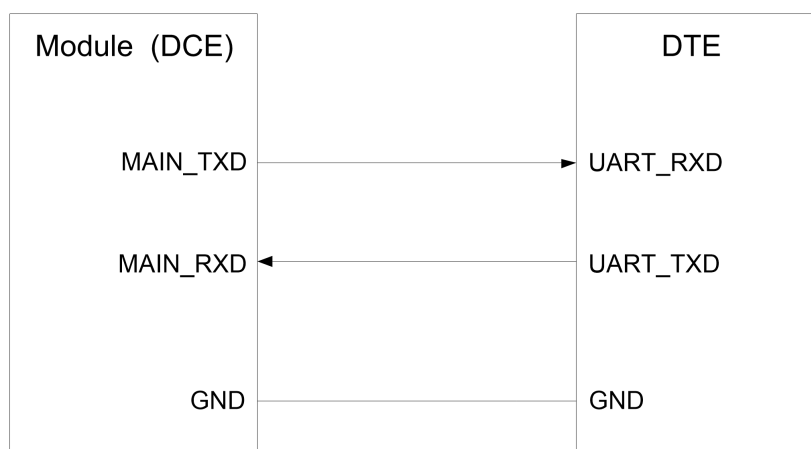 Module (DCE)
DTE
MAIN_TXD
UART_RXD
MAIN_RXD
UART_TXD
GND
GND